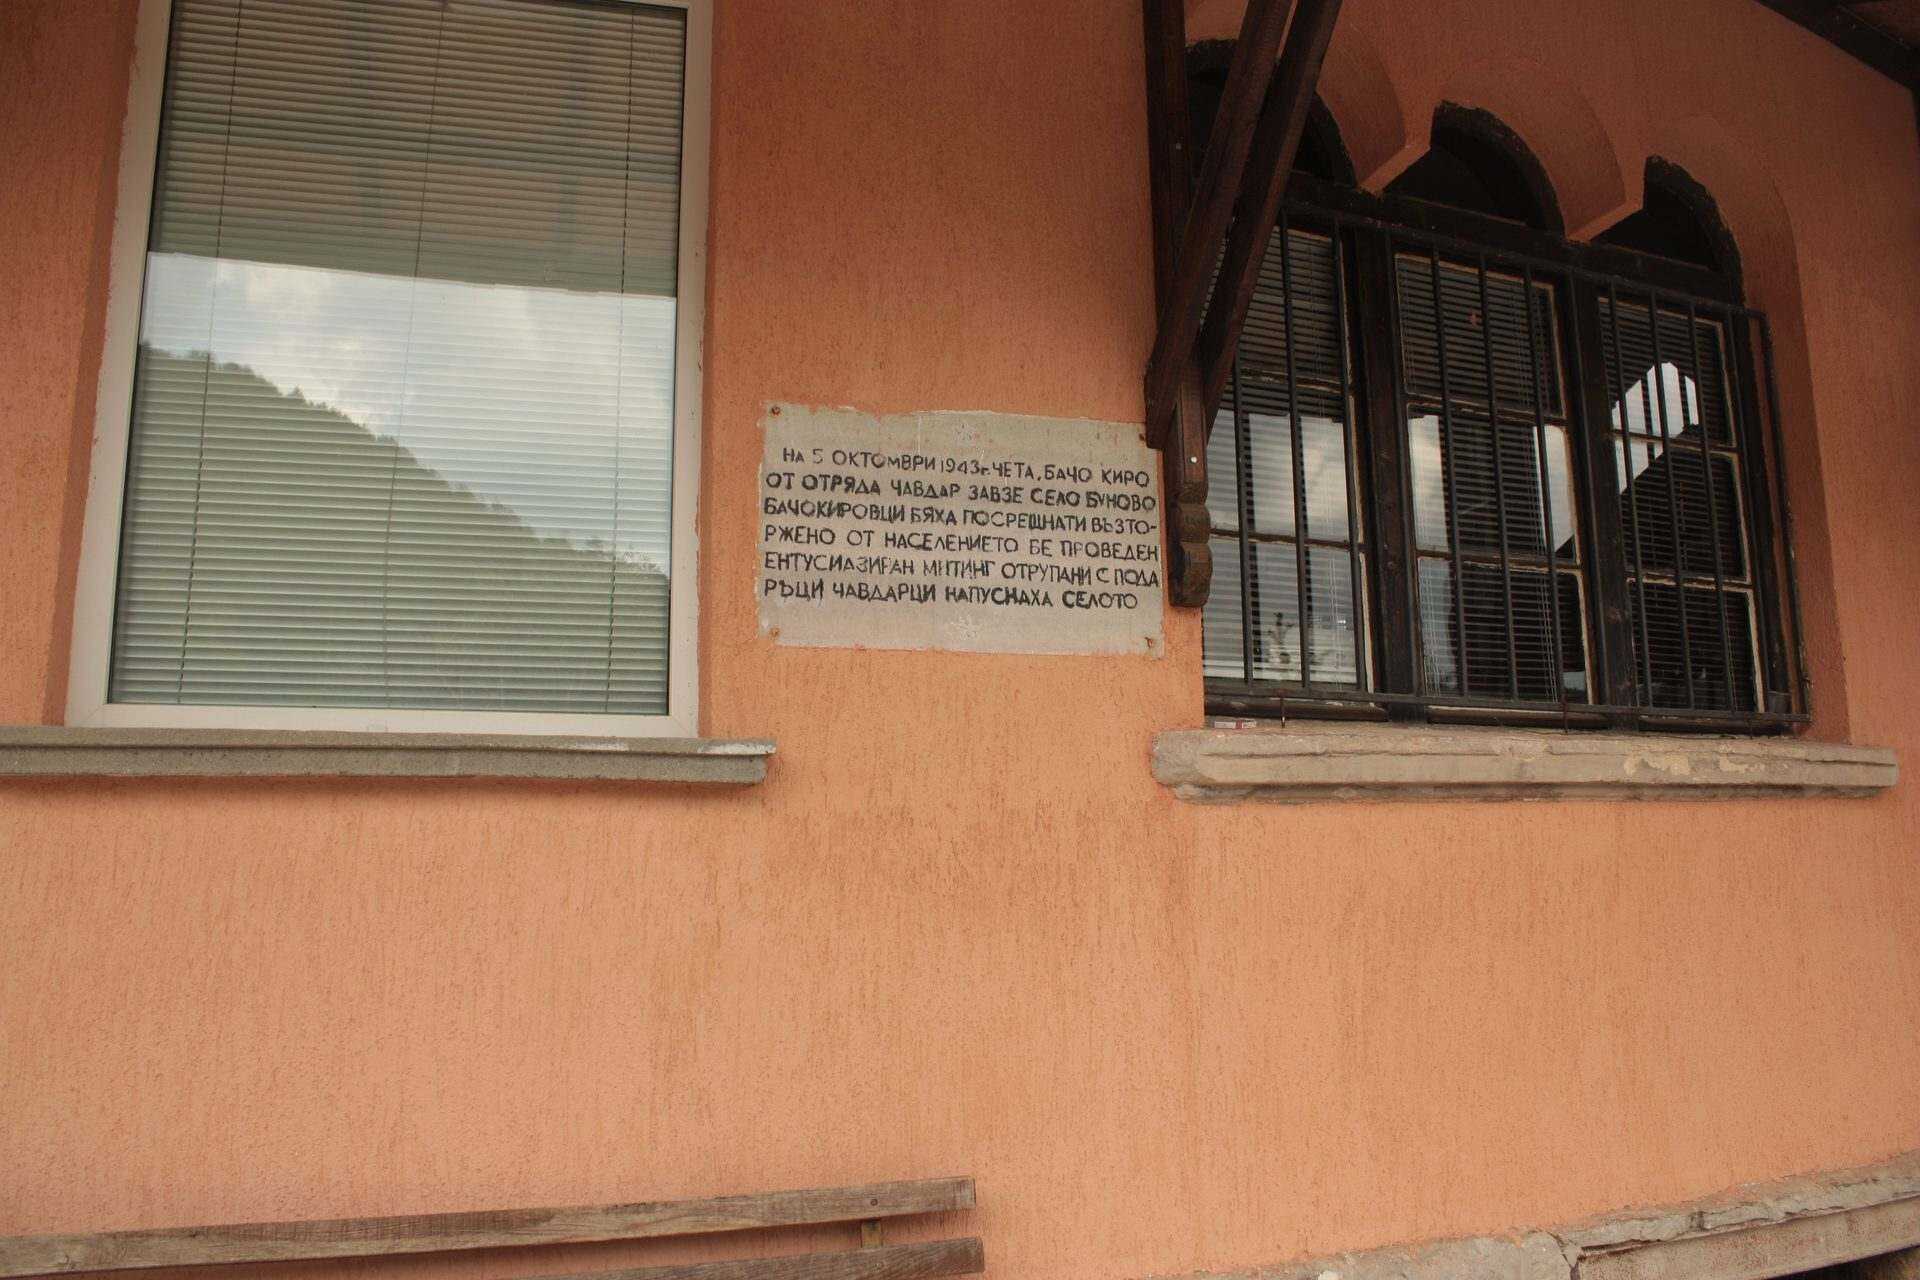 НА 5 ОКТОМВРИ 1943г. ЧЕТА, БАЧО КИРО
ОТ ОТРЯДА ЧАВДАР ЗАВЗЕ СЕЛО БУНОВО
БАЧОКИРОВЦИ БЯХА ПОСРЕЩНАТИ ВЪЗТО-
РЖЕНО ОТ НАСЕЛЕНИЕТО БЕ ПРОВЕДЕН
ЕНТУСИАЗИРАН МИТИНГ ОТРУПАНИ С ПОДА
РЪЦИ ЧАВДАРЦИ НАПУСНАХА СЕЛОТО